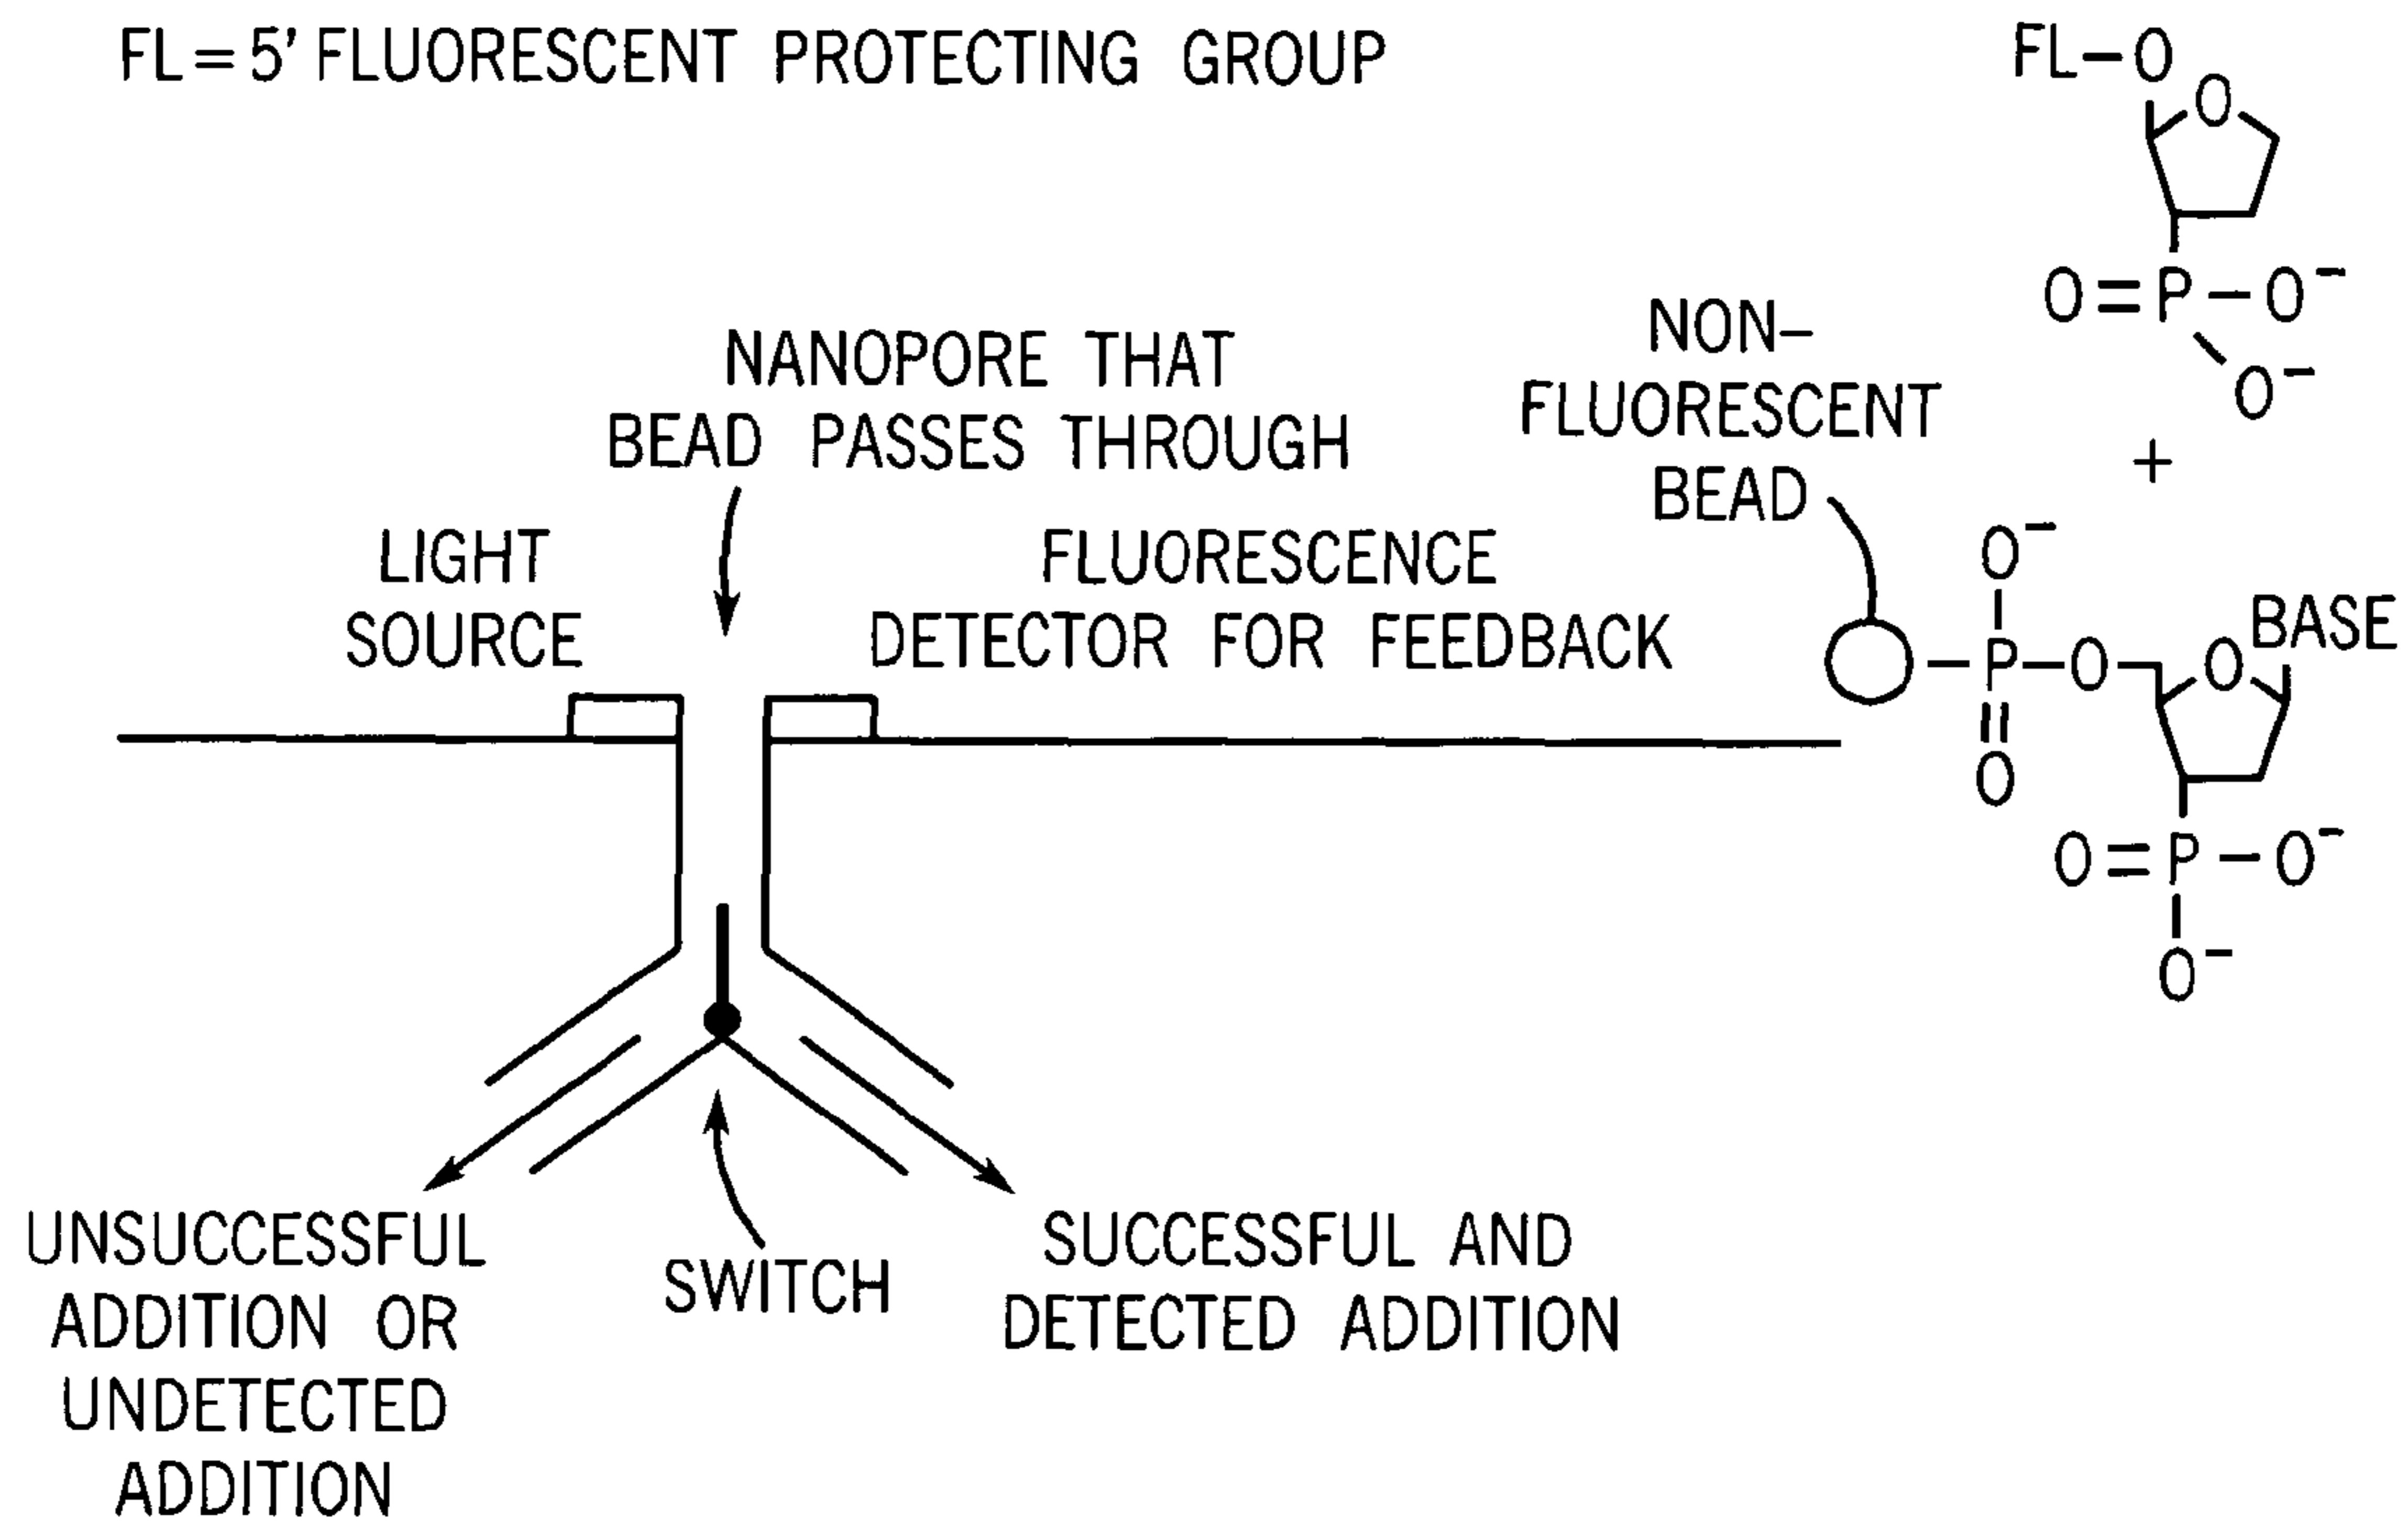 FL = 5' FLUORESCENT PROTECTING GROUP
FL–O
O
O=P–O⁻
O⁻
+
NANOPORE THAT
BEAD PASSES THROUGH
NON–
FLUORESCENT
BEAD
LIGHT
SOURCE
FLUORESCENCE
DETECTOR FOR FEEDBACK
O⁻
BASE
P–O
O
O
O=P–O⁻
O⁻
UNSUCCESSFUL
ADDITION OR
UNDETECTED
ADDITION
SWITCH
SUCCESSFUL AND
DETECTED ADDITION